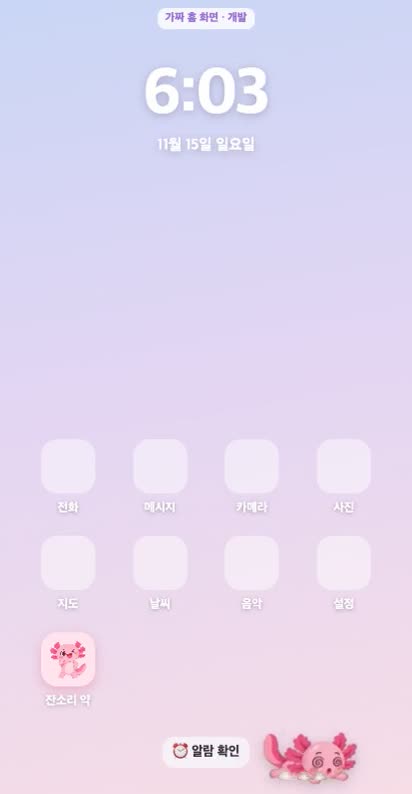 가짜 홈 화면 · 개발
6:03
11월 15일 일요일
전화 메시지 카메라 사진
지도 날씨 음악 설정
잔소리 약
⏰ 알람 확인